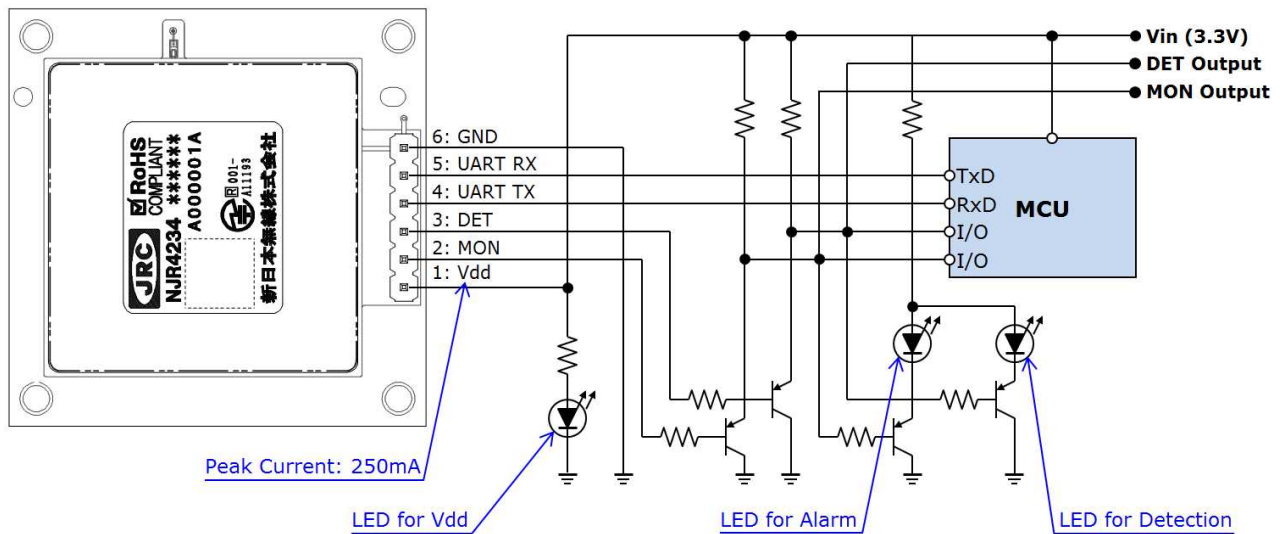 Vin (3.3V)
DET Output
MON Output
6: GND
5: UART RX
4: UART TX
3: DET
2: MON
1: Vdd
TxD
RxD
I/O
I/O
MCU
JRC
RoHS
COMPLIANT
NJR4234 ******
A000001A
R 001-
A11193
新日本無線株式会社
Peak Current: 250mA
LED for Vdd
LED for Alarm
LED for Detection